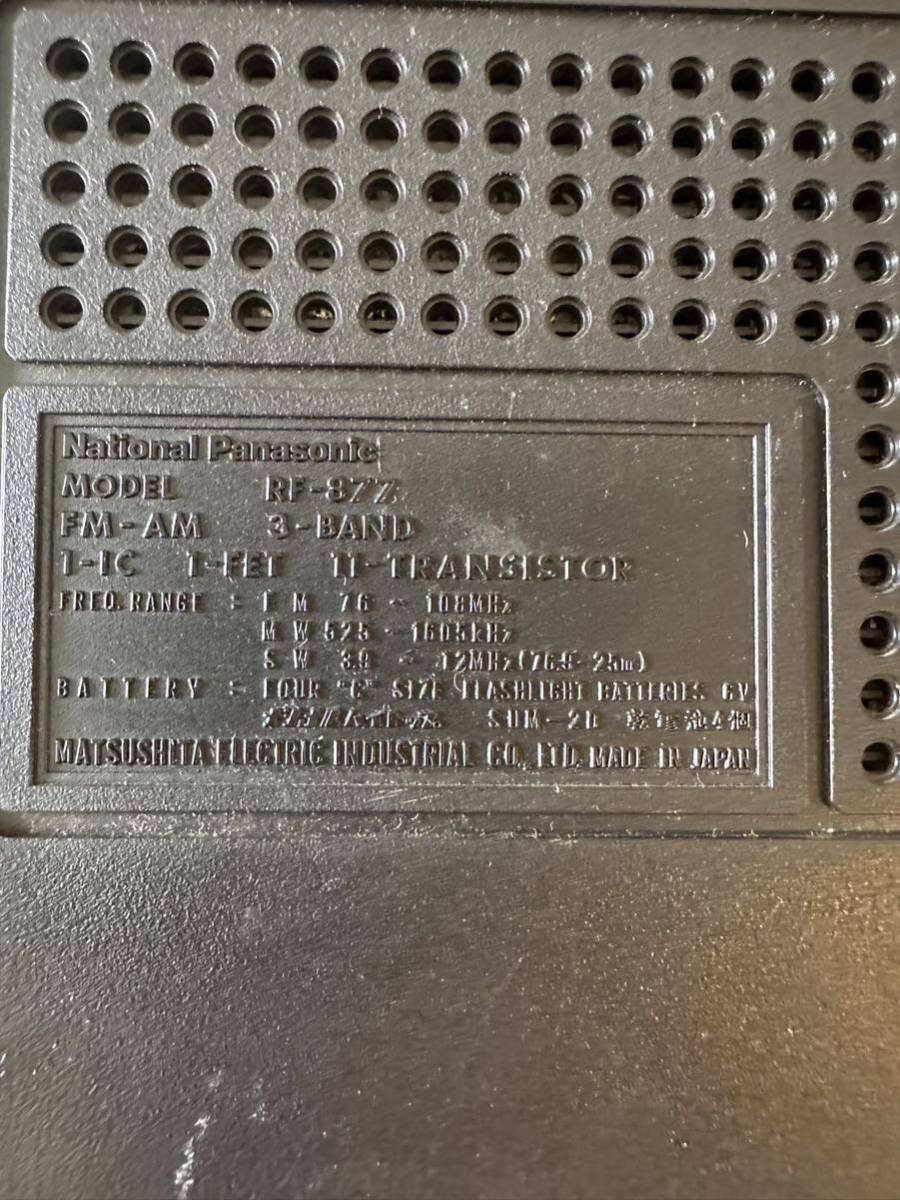 National Panasonic
MODEL RF-877
FM-AM 3-BAND
1-IC 1-FET 11-TRANSISTOR
FREQ. RANGE : FM 76 ~ 108MHz
MW 525 ~ 1605kHz
SW 3.9 ~ 12MHz (76.9~25m)
BATTERY : FOUR "C" SIZE FLASHLIGHT BATTERIES 6V
SUM-2D 乾電池4個
MATSUSHITA ELECTRIC INDUSTRIAL CO., LTD. MADE IN JAPAN